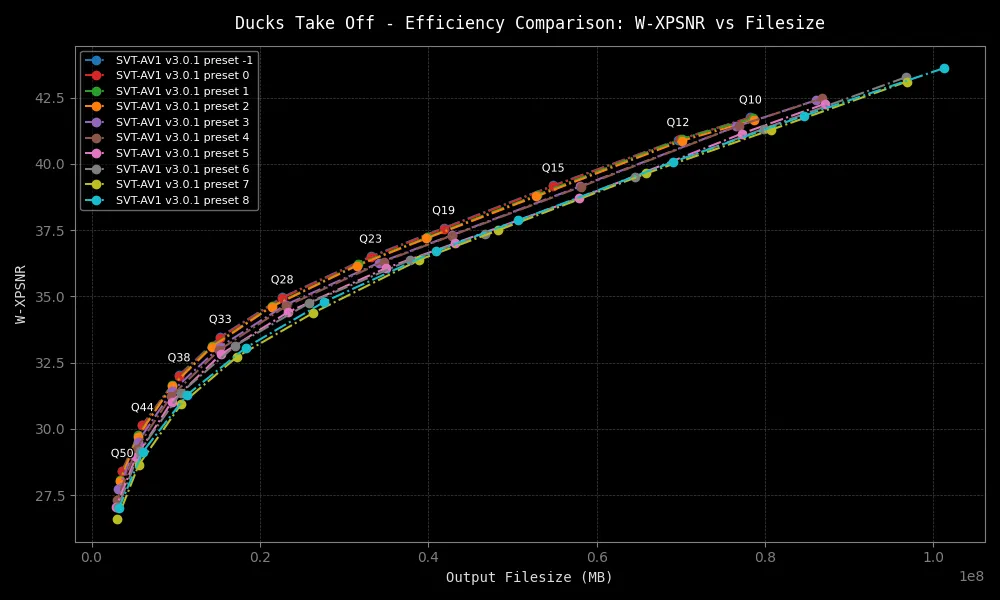 Ducks Take Off - Efficiency Comparison: W-XPSNR vs Filesize
SVT-AV1 v3.0.1 preset -1
SVT-AV1 v3.0.1 preset 0
SVT-AV1 v3.0.1 preset 1
SVT-AV1 v3.0.1 preset 2
SVT-AV1 v3.0.1 preset 3
SVT-AV1 v3.0.1 preset 4
SVT-AV1 v3.0.1 preset 5
SVT-AV1 v3.0.1 preset 6
SVT-AV1 v3.0.1 preset 7
SVT-AV1 v3.0.1 preset 8
Q10
Q12
Q15
Q19
Q23
Q28
Q33
Q38
Q44
Q50
W-XPSNR
42.5
40.0
37.5
35.0
32.5
30.0
27.5
0.0
0.2
0.4
0.6
0.8
1.0
1e8
Output Filesize (MB)